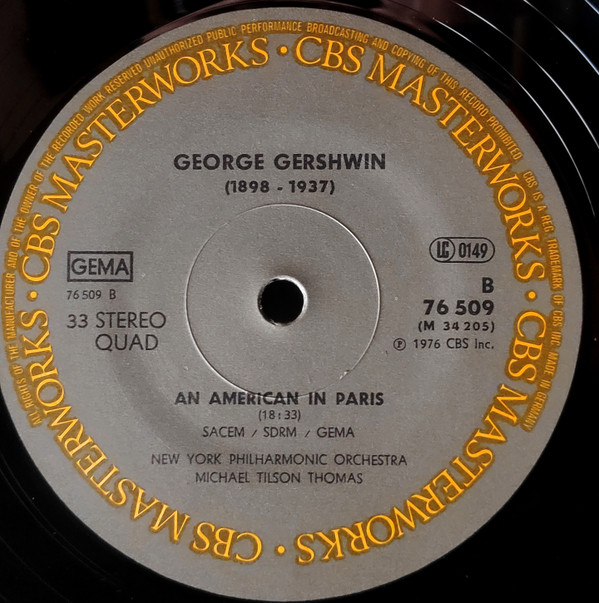 ALL RIGHTS OF THE MANUFACTURER AND OF THE OWNER OF THE RECORDED WORK RESERVED UNAUTHORIZED PUBLIC PERFORMANCE BROADCASTING AND COPYING OF THIS RECORD PROHIBITED CBS IS A REG. TRADEMARK OF CBS INC. MADE IN GERMANY
CBS MASTERWORKS • CBS MASTERWORKS • CBS MASTERWORKS • CBS MASTERWORKS • CBS MASTERWORKS •
GEORGE GERSHWIN
(1898 - 1937)
GEMA
LC 0149
76 509 B
B
76 509
33 STEREO
(M 34 205)
QUAD
℗ 1976 CBS Inc.
AN AMERICAN IN PARIS
(18:33)
SACEM / SDRM / GEMA
NEW YORK PHILHARMONIC ORCHESTRA
MICHAEL TILSON THOMAS